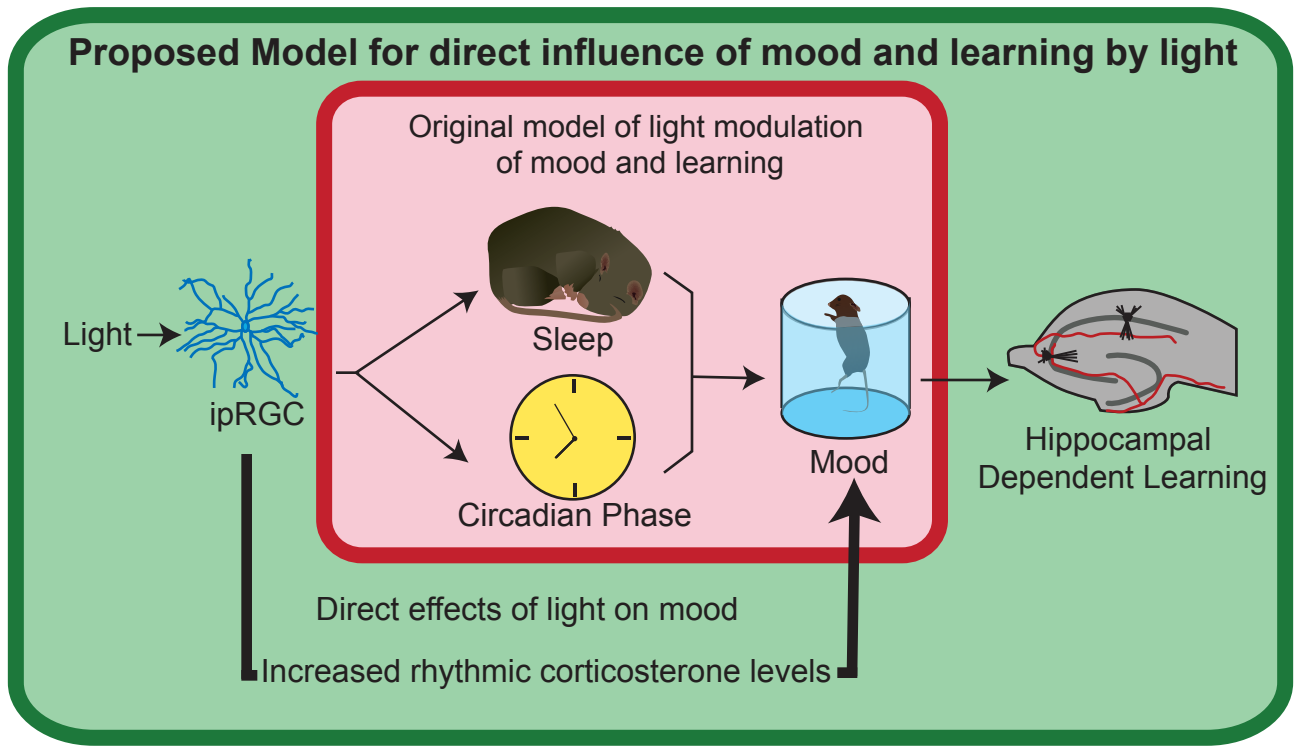 Proposed Model for direct influence of mood and learning by light
Original model of light modulation
of mood and learning
Light
ipRGC
Sleep
Circadian Phase
Mood
Hippocampal
Dependent Learning
Direct effects of light on mood
Increased rhythmic corticosterone levels